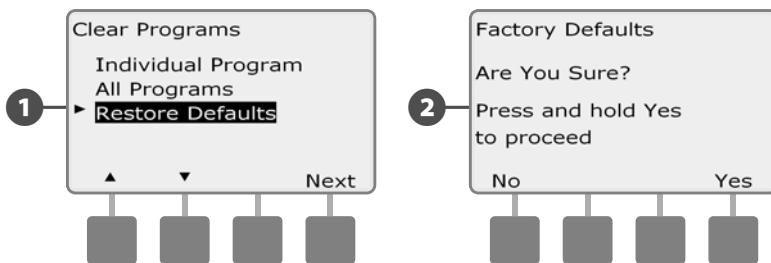 Clear Programs
Individual Program
All Programs
Restore Defaults
Next
1
Factory Defaults
Are You Sure?
Press and hold Yes
to proceed
No Yes
2